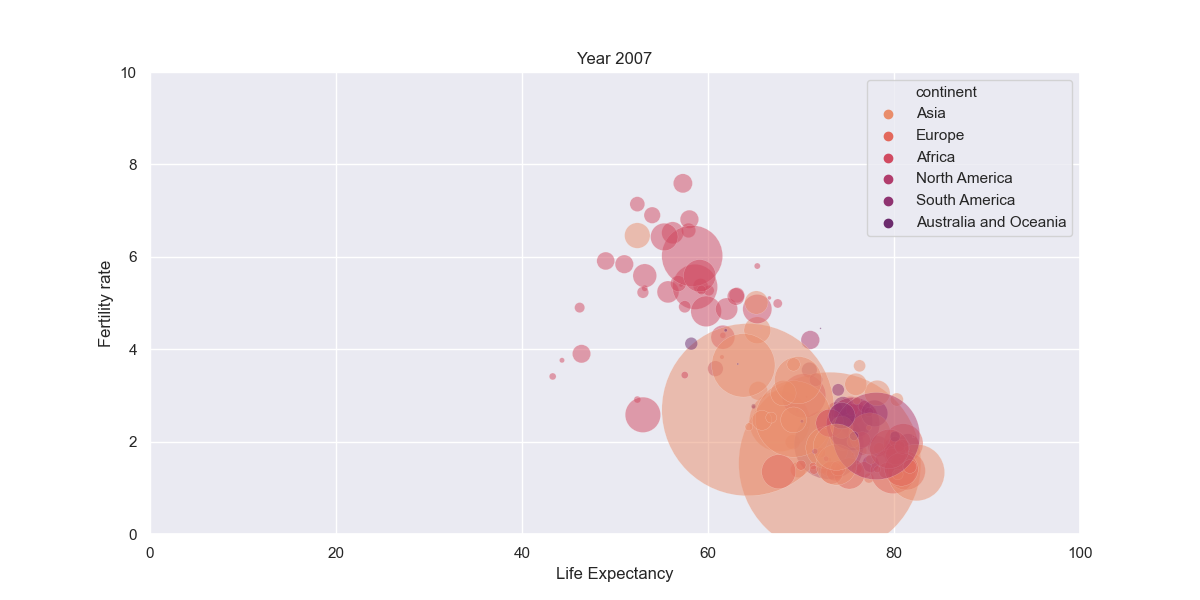 Year 2007
10
8
6
4
2
0
Fertility rate
0
20
40
60
80
100
Life Expectancy
continent
Asia
Europe
Africa
North America
South America
Australia and Oceania